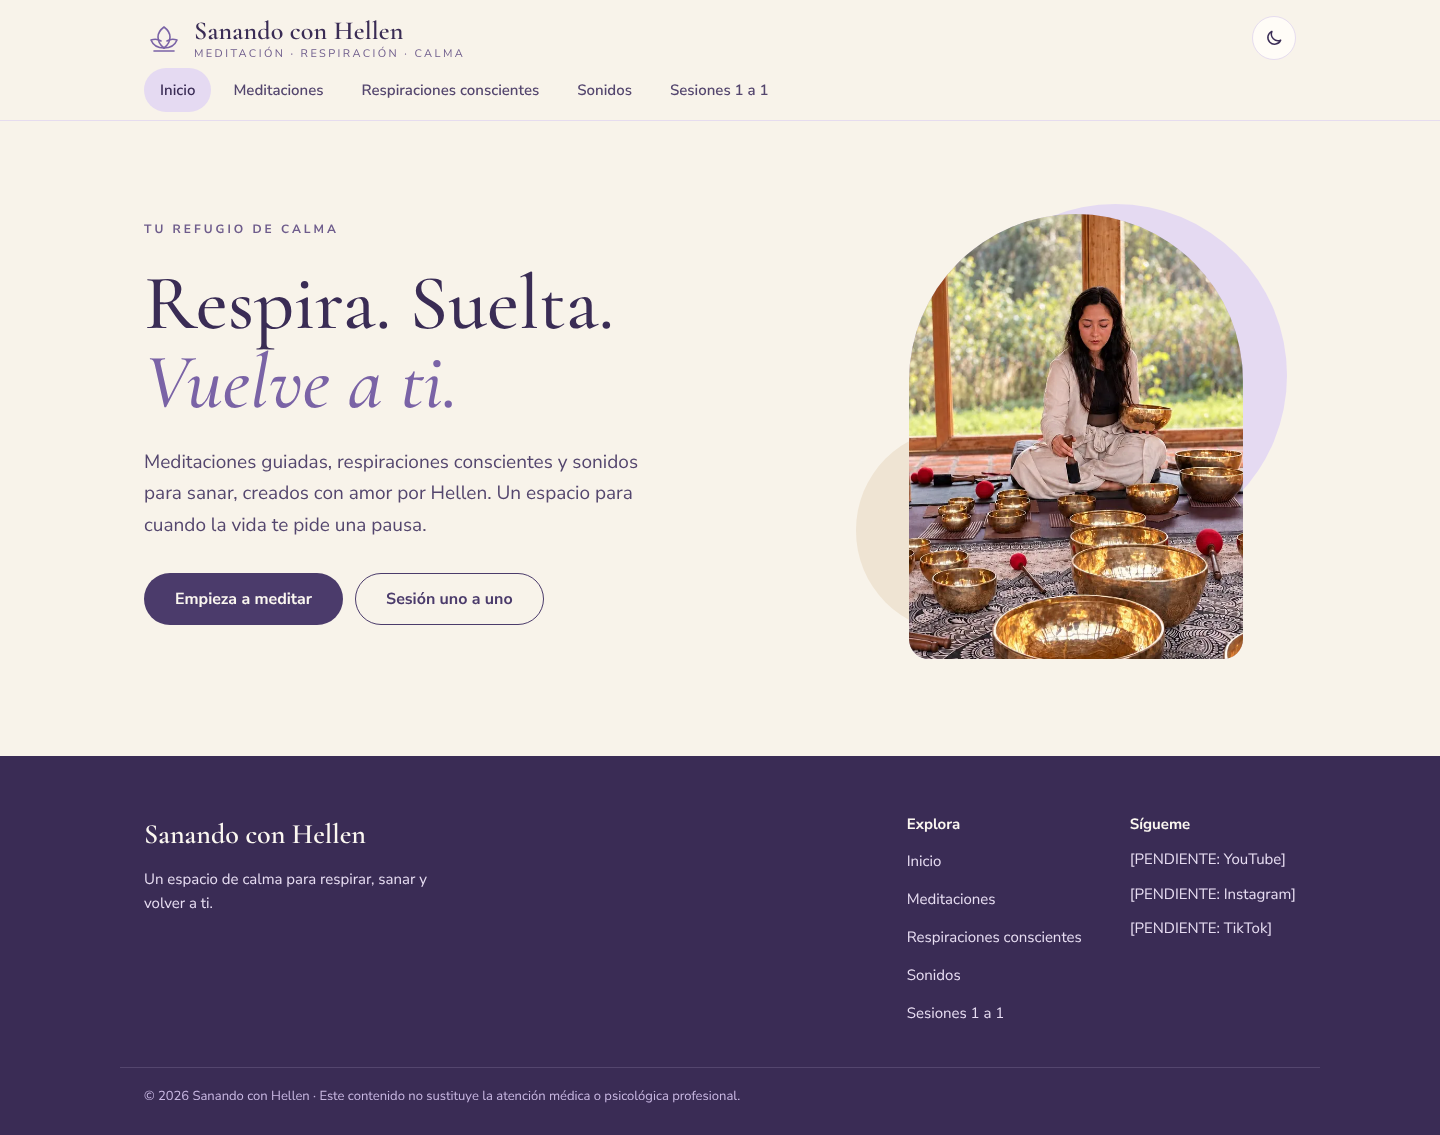 Sanando con Hellen
MEDITACIÓN · RESPIRACIÓN · CALMA
Inicio
Meditaciones
Respiraciones conscientes
Sonidos
Sesiones 1 a 1
TU REFUGIO DE CALMA
Respira. Suelta.
Vuelve a ti.
Meditaciones guiadas, respiraciones conscientes y sonidos
para sanar, creados con amor por Hellen. Un espacio para
cuando la vida te pide una pausa.
Empieza a meditar
Sesión uno a uno
Sanando con Hellen
Un espacio de calma para respirar, sanar y
volver a ti.
Explora
Inicio
Meditaciones
Respiraciones conscientes
Sonidos
Sesiones 1 a 1
Sígueme
[PENDIENTE: YouTube]
[PENDIENTE: Instagram]
[PENDIENTE: TikTok]
© 2026 Sanando con Hellen · Este contenido no sustituye la atención médica o psicológica profesional.